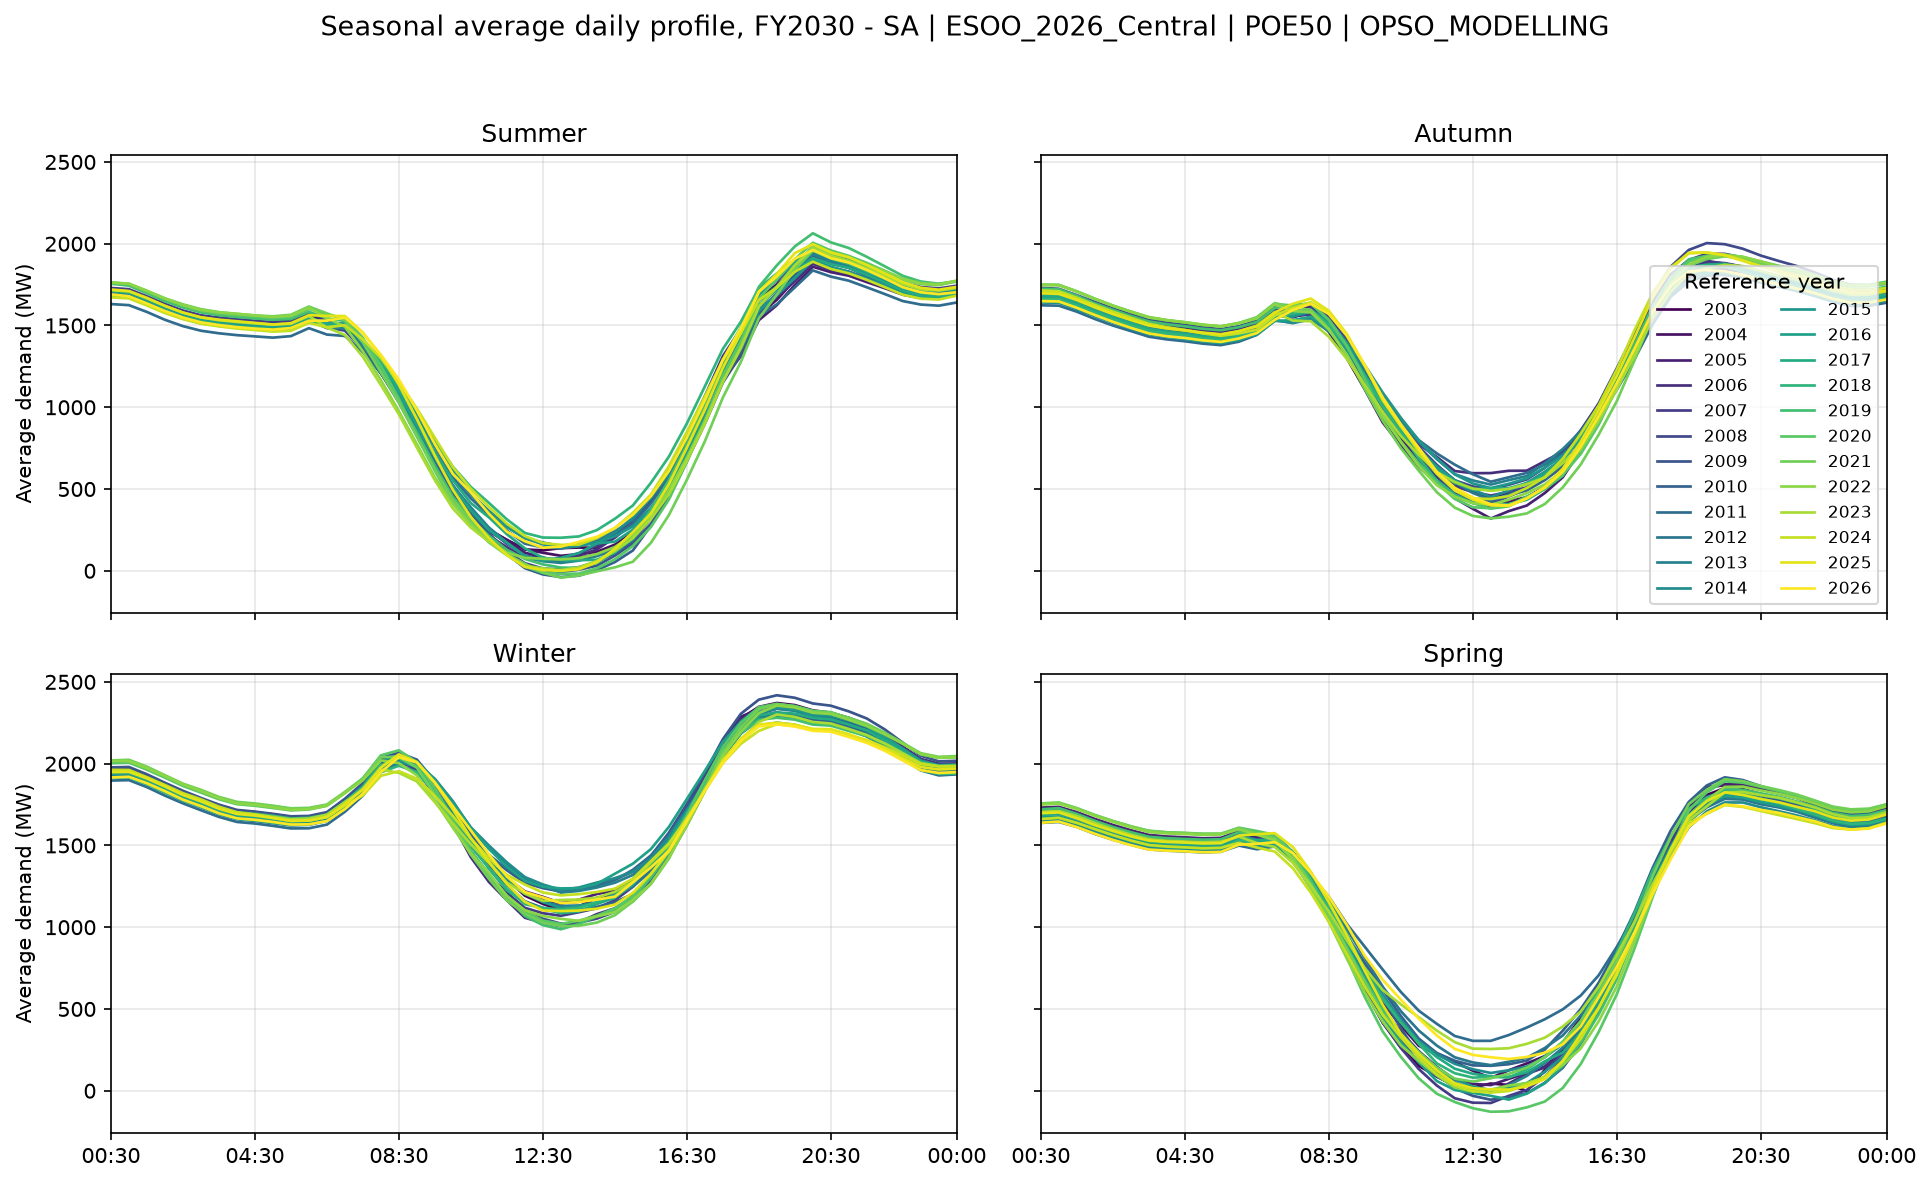 Seasonal average daily profile, FY2030 - SA | ESOO_2026_Central | POE50 | OPSO_MODELLING
Summer
Average demand (MW)
2500
2000
1500
1000
500
0
Autumn
Reference year
2003 2015
2004 2016
2005 2017
2006 2018
2007 2019
2008 2020
2009 2021
2010 2022
2011 2023
2012 2024
2013 2025
2014 2026
Winter
Average demand (MW)
2500
2000
1500
1000
500
0
00:30 04:30 08:30 12:30 16:30 20:30 00:00
Spring
00:30 04:30 08:30 12:30 16:30 20:30 00:00